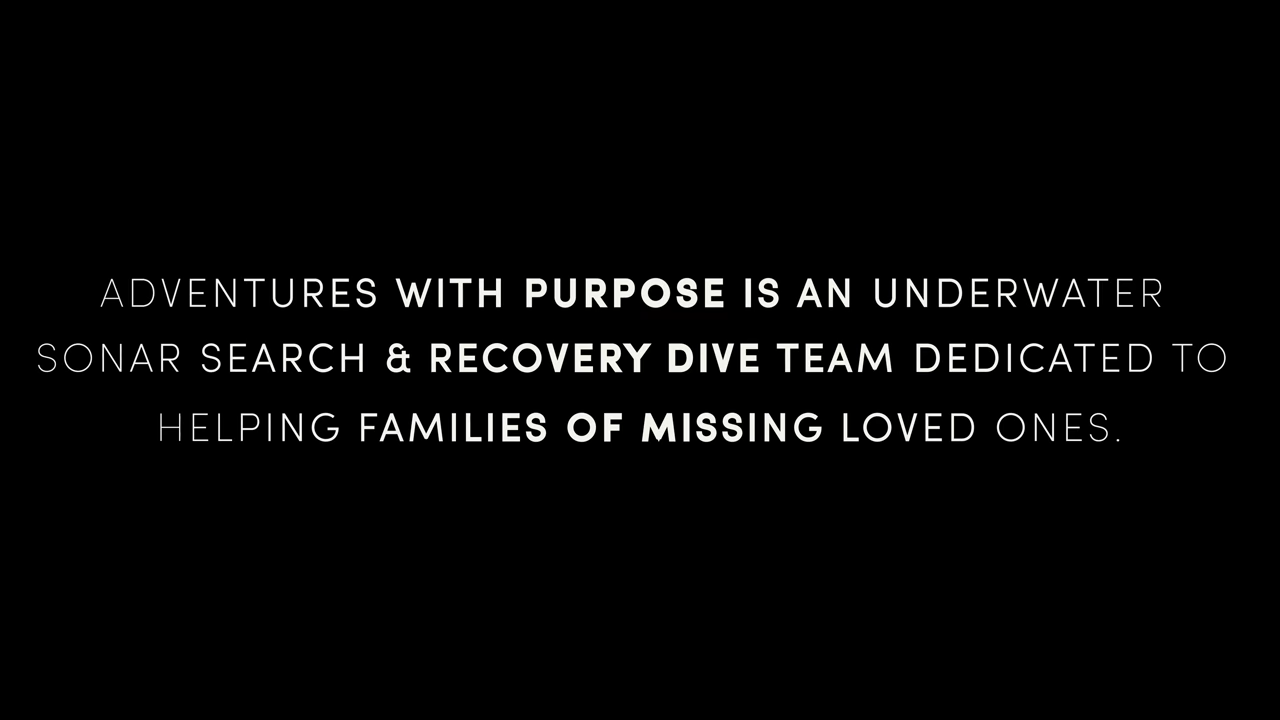 ADVENTURES WITH PURPOSE IS AN UNDERWATER
SONAR SEARCH & RECOVERY DIVE TEAM DEDICATED TO
HELPING FAMILIES OF MISSING LOVED ONES.